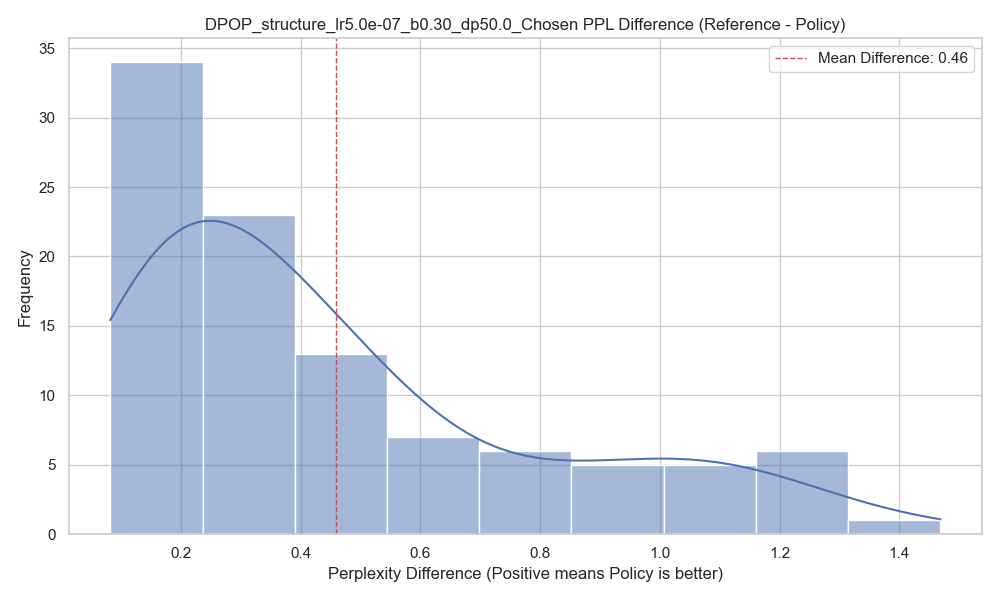 DPOP_structure_lr5.0e-07_b0.30_dp50.0_Chosen PPL Difference (Reference - Policy)
Mean Difference: 0.46
Frequency
35
30
25
20
15
10
5
0
0.2 0.4 0.6 0.8 1.0 1.2 1.4
Perplexity Difference (Positive means Policy is better)